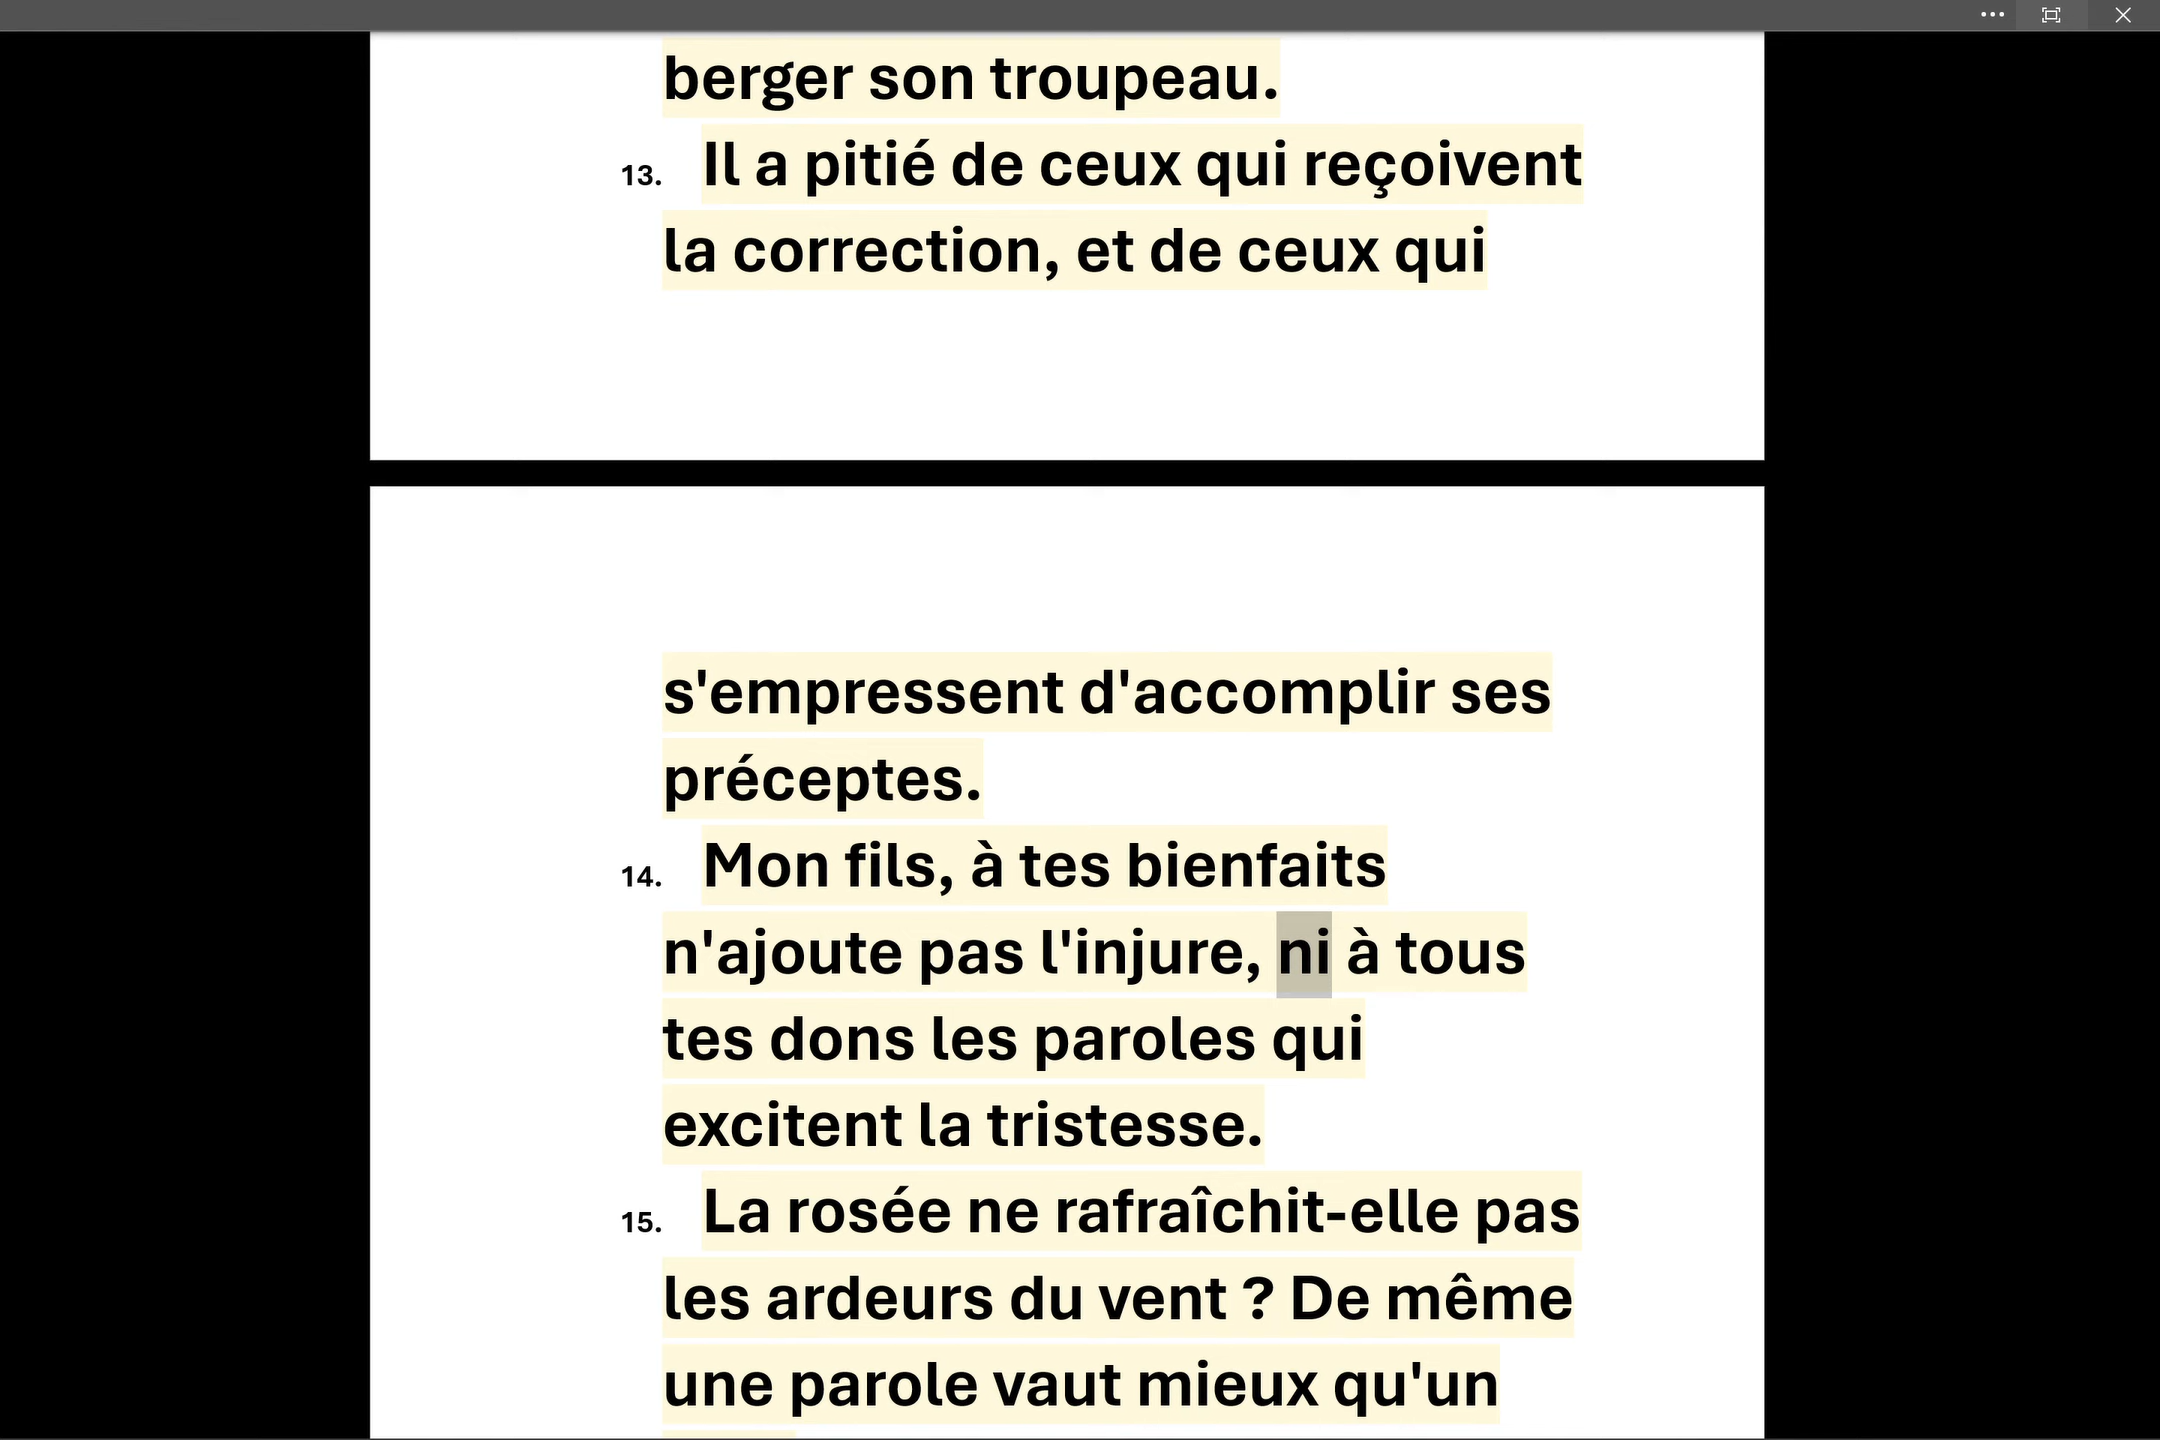 berger son troupeau.
13. Il a pitié de ceux qui reçoivent
la correction, et de ceux qui
s'empressent d'accomplir ses
préceptes.
14. Mon fils, à tes bienfaits
n'ajoute pas l'injure, ni à tous
tes dons les paroles qui
excitent la tristesse.
15. La rosée ne rafraîchit-elle pas
les ardeurs du vent ? De même
une parole vaut mieux qu'un